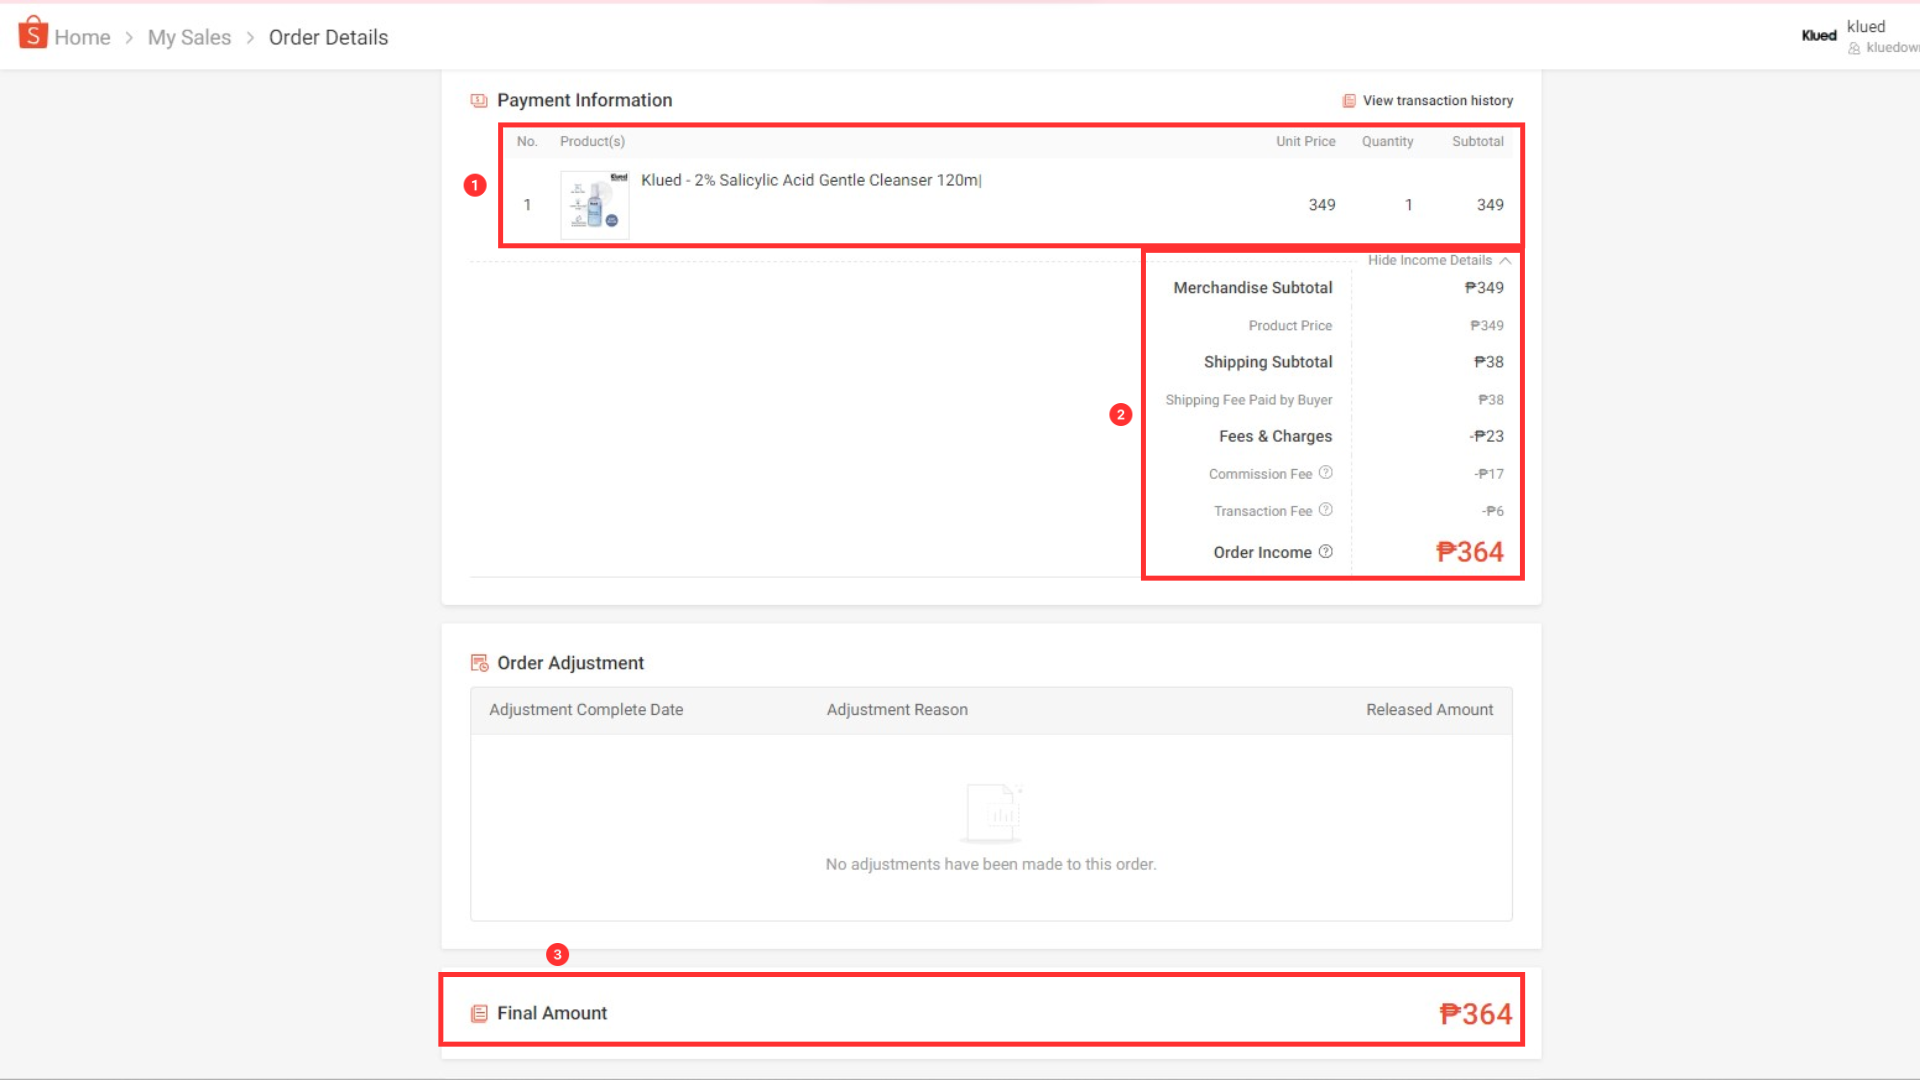 S Home > My Sales > Order Details
Klued klued
kluedown
Payment Information
View transaction history
No. Product(s) Unit Price Quantity Subtotal
1
Klued
Klued - 2% Salicylic Acid Gentle Cleanser 120m|
1 349 1 349
Hide Income Details
Merchandise Subtotal ₱349
Product Price ₱349
Shipping Subtotal ₱38
2
Shipping Fee Paid by Buyer ₱38
Fees & Charges -₱23
Commission Fee ? -₱17
Transaction Fee ? -₱6
Order Income ? ₱364
Order Adjustment
Adjustment Complete Date Adjustment Reason Released Amount
No adjustments have been made to this order.
3
Final Amount ₱364